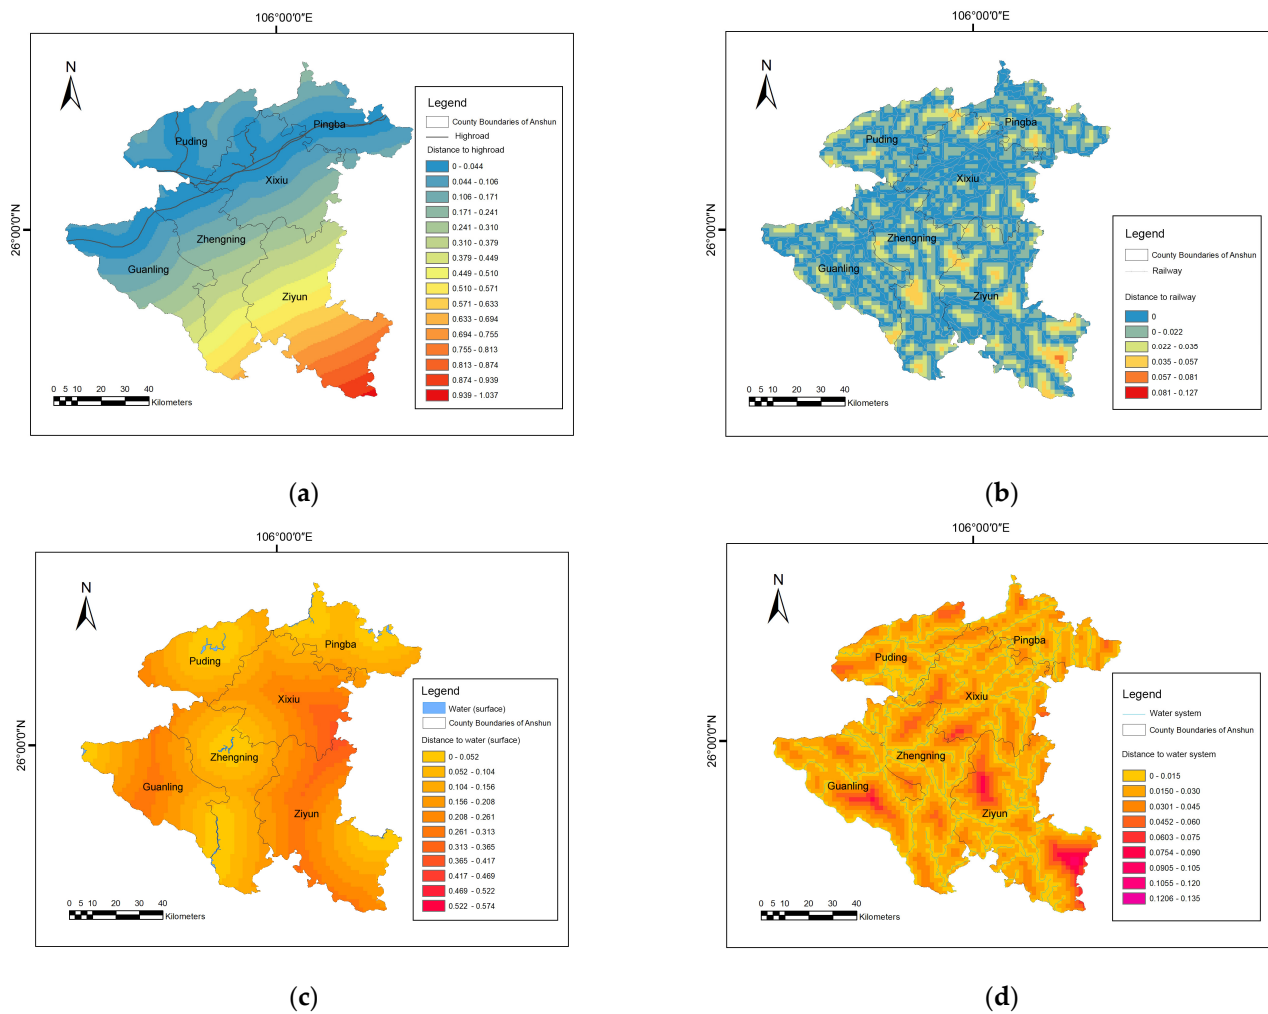 106°00'0"E
26°00'0"N
N
Puding
Pingba
Xixiu
Zhengning
Guanling
Ziyun
Legend
County Boundaries of Anshun
Highroad
Distance to highroad
0 - 0.044
0.044 - 0.106
0.106 - 0.171
0.171 - 0.241
0.241 - 0.310
0.310 - 0.379
0.379 - 0.449
0.449 - 0.510
0.510 - 0.571
0.571 - 0.633
0.633 - 0.694
0.694 - 0.755
0.755 - 0.813
0.813 - 0.874
0.874 - 0.939
0.939 - 1.037
0 5 10 20 30 40
Kilometers
(a)
106°00'0"E
26°00'0"N
N
Puding
Pingba
Xixiu
Zhengning
Guanling
Ziyun
Legend
County Boundaries of Anshun
Railway
Distance to railway
0
0 - 0.022
0.022 - 0.035
0.035 - 0.057
0.057 - 0.081
0.081 - 0.127
0 5 10 20 30 40
Kilometers
(b)
106°00'0"E
26°00'0"N
N
Puding
Pingba
Xixiu
Zhengning
Guanling
Ziyun
Legend
Water (surface)
County Boundaries of Anshun
Distance to water (surface)
0 - 0.052
0.052 - 0.104
0.104 - 0.156
0.156 - 0.208
0.208 - 0.261
0.261 - 0.313
0.313 - 0.365
0.365 - 0.417
0.417 - 0.469
0.469 - 0.522
0.522 - 0.574
0 5 10 20 30 40
Kilometers
(c)
106°00'0"E
26°00'0"N
N
Puding
Pingba
Xixiu
Zhengning
Guanling
Ziyun
Legend
Water system
County Boundaries of Anshun
Distance to water system
0 - 0.015
0.0150 - 0.030
0.0301 - 0.045
0.0452 - 0.060
0.0603 - 0.075
0.0754 - 0.090
0.0905 - 0.105
0.1055 - 0.120
0.1206 - 0.135
0 5 10 20 30 40
Kilometers
(d)